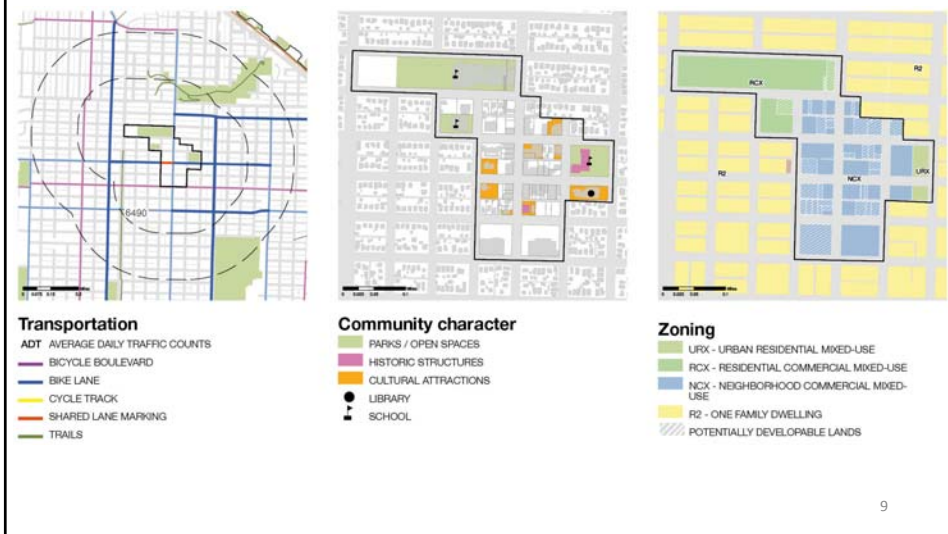 6490
RCX
R2
R2
NCX
URX
Miles
Miles
Miles
Transportation
ADT AVERAGE DAILY TRAFFIC COUNTS
BICYCLE BOULEVARD
BIKE LANE
CYCLE TRACK
SHARED LANE MARKING
TRAILS
Community character
PARKS / OPEN SPACES
HISTORIC STRUCTURES
CULTURAL ATTRACTIONS
LIBRARY
SCHOOL
Zoning
URX - URBAN RESIDENTIAL MIXED-USE
RCX - RESIDENTIAL COMMERCIAL MIXED-USE
NCX - NEIGHBORHOOD COMMERCIAL MIXED-
USE
R2 - ONE FAMILY DWELLING
POTENTIALLY DEVELOPABLE LANDS
9